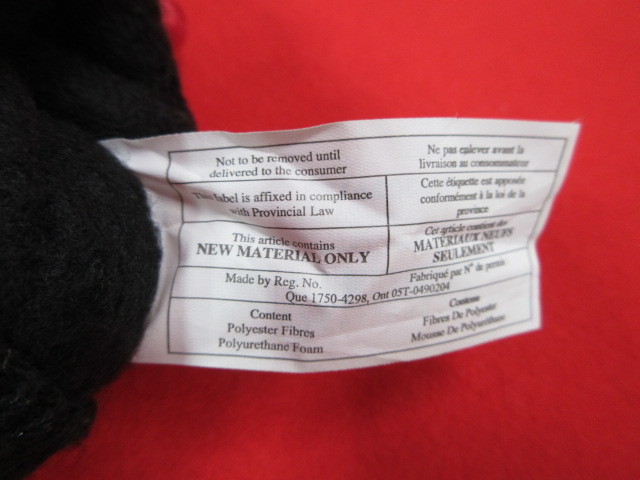 Not to be removed until
delivered to the consumer
Ne pas enlever avant la
livraison au consommateur
This label is affixed in compliance
with Provincial Law
Cette étiquette est apposée
conformément à la loi de la
province
This article contains
NEW MATERIAL ONLY
Cet article contient des
MATÉRIAUX NEUFS
SEULEMENT
Made by Reg. No.
Fabriqué par N° de permis
Que 1750-4298, Ont 05T-0490204
Content
Polyester Fibres
Polyurethane Foam
Contenu
Fibres De Polyester
Mousse De Polyuréthane